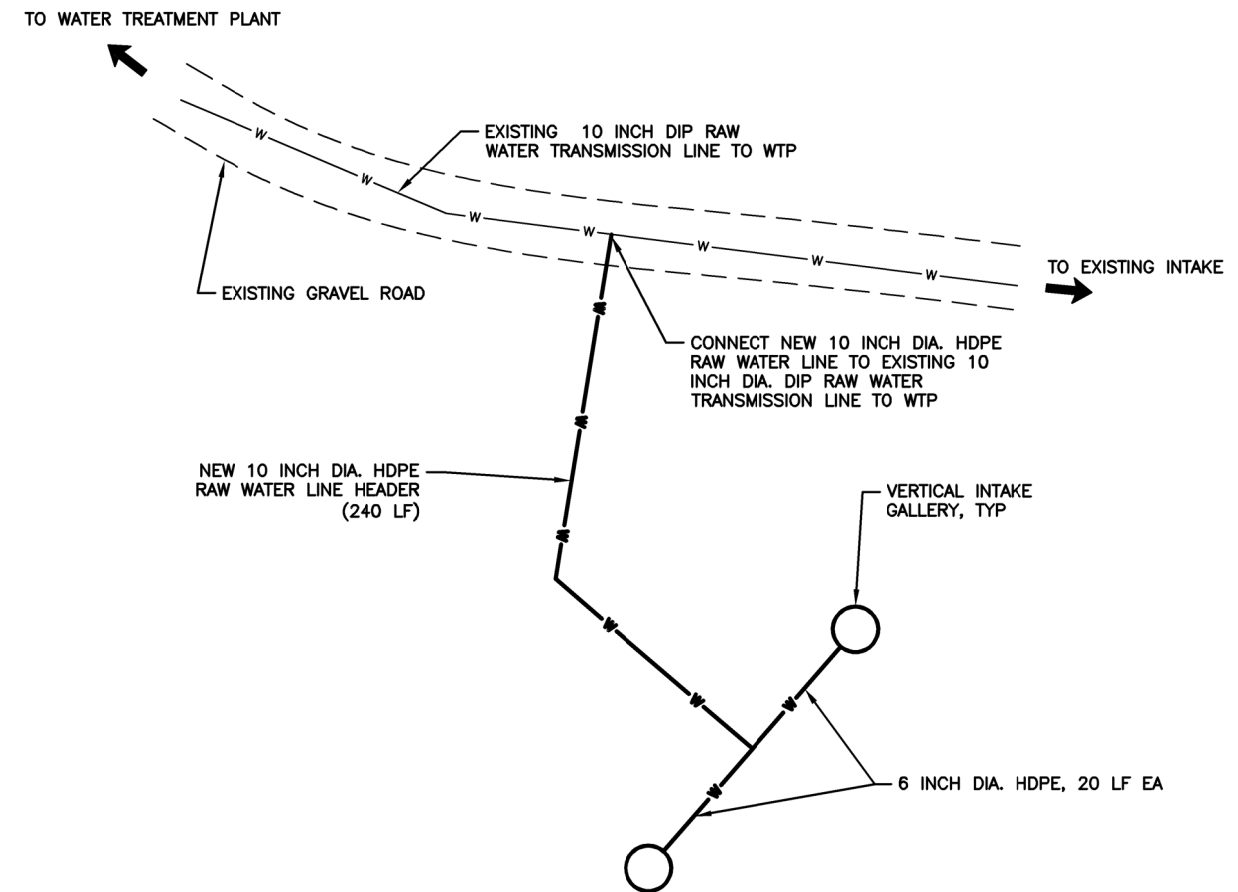 TO WATER TREATMENT PLANT
EXISTING 10 INCH DIP RAW
WATER TRANSMISSION LINE TO WTP
W
W
W
W
W
W
W
TO EXISTING INTAKE
EXISTING GRAVEL ROAD
W
CONNECT NEW 10 INCH DIA. HDPE
RAW WATER LINE TO EXISTING 10
INCH DIA. DIP RAW WATER
TRANSMISSION LINE TO WTP
W
NEW 10 INCH DIA. HDPE
RAW WATER LINE HEADER
(240 LF)
W
VERTICAL INTAKE
GALLERY, TYP
W
W
W
W
6 INCH DIA. HDPE, 20 LF EA